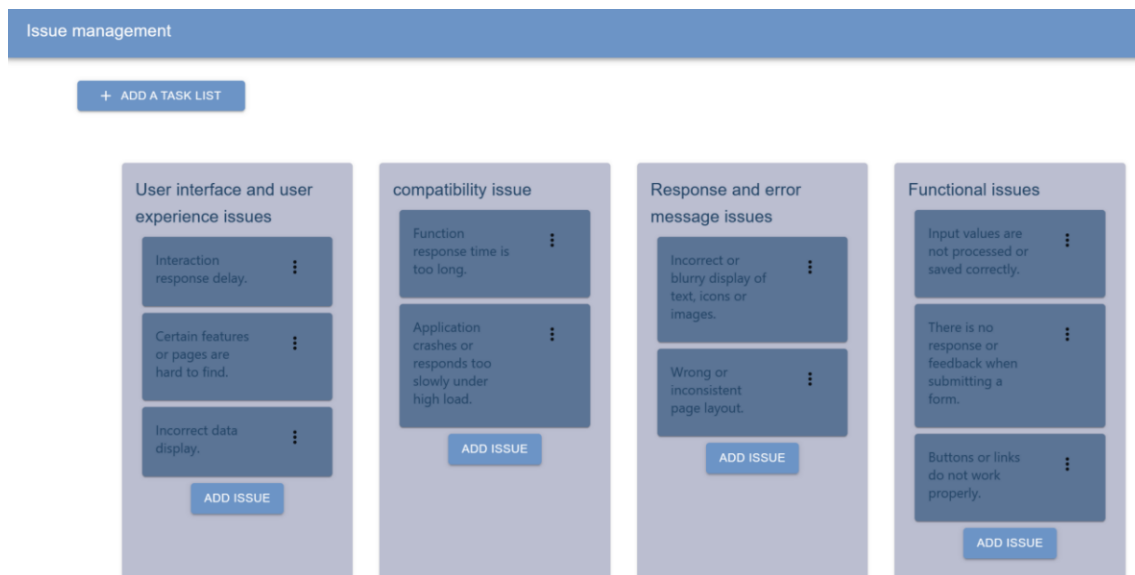 Issue management
+ ADD A TASK LIST
User interface and user
experience issues
Interaction
response delay.
Certain features
or pages are
hard to find.
Incorrect data
display.
ADD ISSUE
compatibility issue
Function
response time is
too long.
Application
crashes or
responds too
slowly under
high load.
ADD ISSUE
Response and error
message issues
Incorrect or
blurry display of
text, icons or
images.
Wrong or
inconsistent
page layout.
ADD ISSUE
Functional issues
Input values are
not processed or
saved correctly.
There is no
response or
feedback when
submitting a
form.
Buttons or links
do not work
properly.
ADD ISSUE